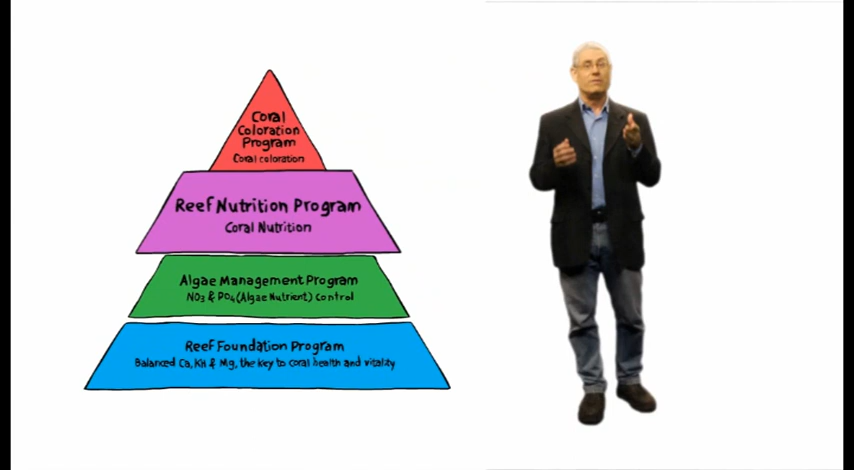 Coral
Coloration
Program
Coral coloration
Reef Nutrition Program
Coral Nutrition
Algae Management Program
NO3 & PO4 (Algae Nutrient) Control
Reef Foundation Program
Balanced Ca, KH & Mg, the key to coral health and vitality